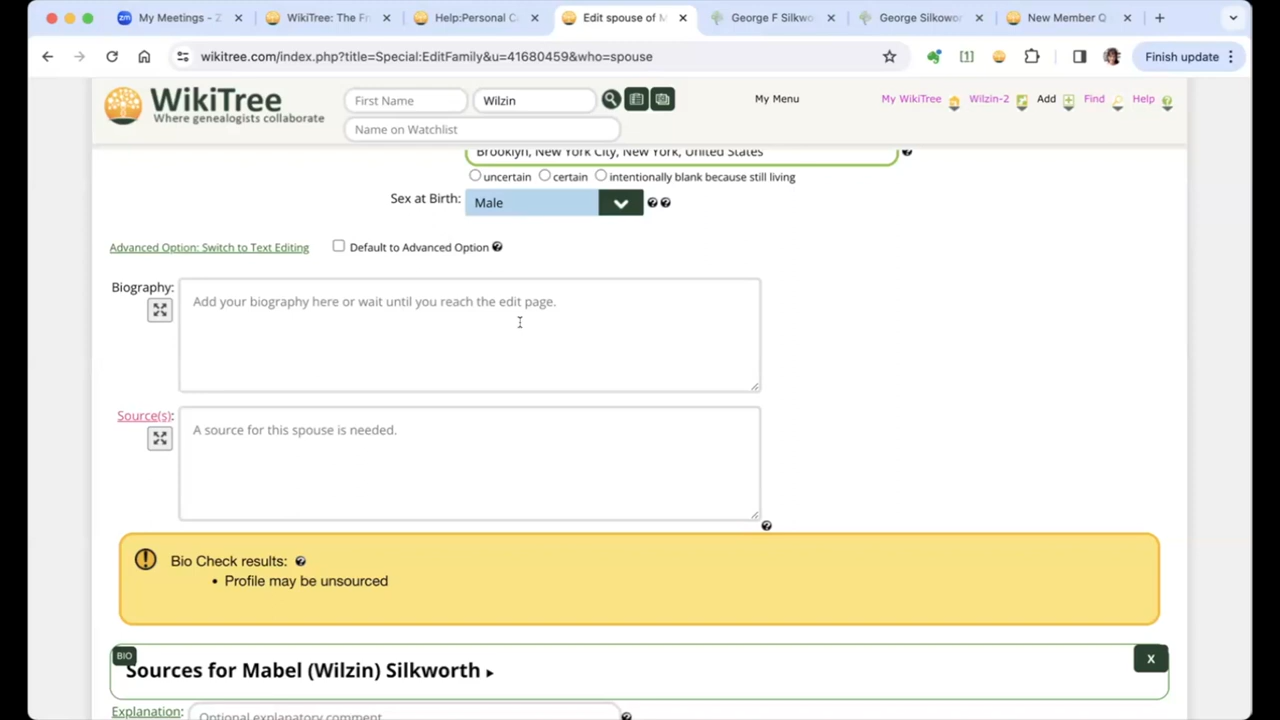 My Meetings - Z
WikiTree: The Fr
Help:Personal C
Edit spouse of M
George F Silkwo
George Silkowor
New Member Q
wikitree.com/index.php?title=Special:EditFamily&u=41680459&who=spouse
Finish update
WikiTree
Where genealogists collaborate
First Name
Wilzin
Name on Watchlist
My Menu
My WikiTree
Wilzin-2
Add
Find
Help
Brooklyn, New York City, New York, United States
uncertain certain intentionally blank because still living
Sex at Birth: Male
Advanced Option: Switch to Text Editing
Default to Advanced Option
Biography:
Add your biography here or wait until you reach the edit page.
Source(s):
A source for this spouse is needed.
Bio Check results:
• Profile may be unsourced
BIO
Sources for Mabel (Wilzin) Silkworth
X
Explanation:
Optional explanatory comment